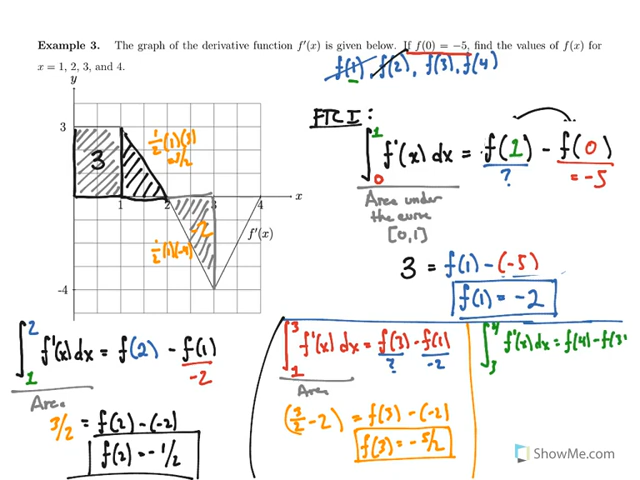 Example 3. The graph of the derivative function f'(x) is given below. If f(0) = −5, find the values of f(x) for
x = 1, 2, 3, and 4.
f(1), f(2), f(3), f(4)
y
3
-4
1
2
3
4
x
f'(x)
3
½(1)(3)
=3/2
-2
½(1)(-4)
FTC I:
∫₀¹ f'(x) dx = f(1) - f(0)
?
= -5
Area under
the curve
[0,1]
3 = f(1) - (-5)
f(1) = -2
∫₁² f'(x) dx = f(2) - f(1)
-2
Area
3/2 = f(2) - (-2)
f(2) = -1/2
∫₁³ f'(x) dx = f(3) - f(1)
?
-2
Area
(3/2 - 2) = f(3) - (-2)
f(3) = -5/2
∫₃⁴ f'(x) dx = f(4) - f(3
ShowMe.com